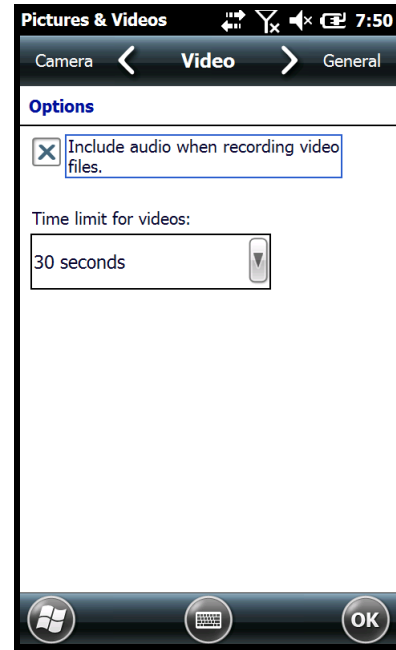 Pictures & Videos 7:50
Camera Video General
Options
Include audio when recording video
files.
Time limit for videos:
30 seconds
OK